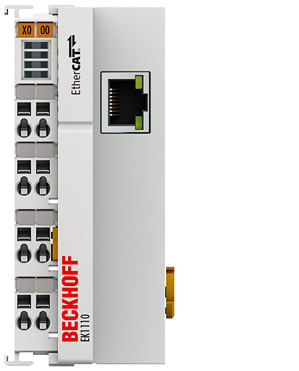 X0 00
EtherCAT
BECKHOFF
EK1110